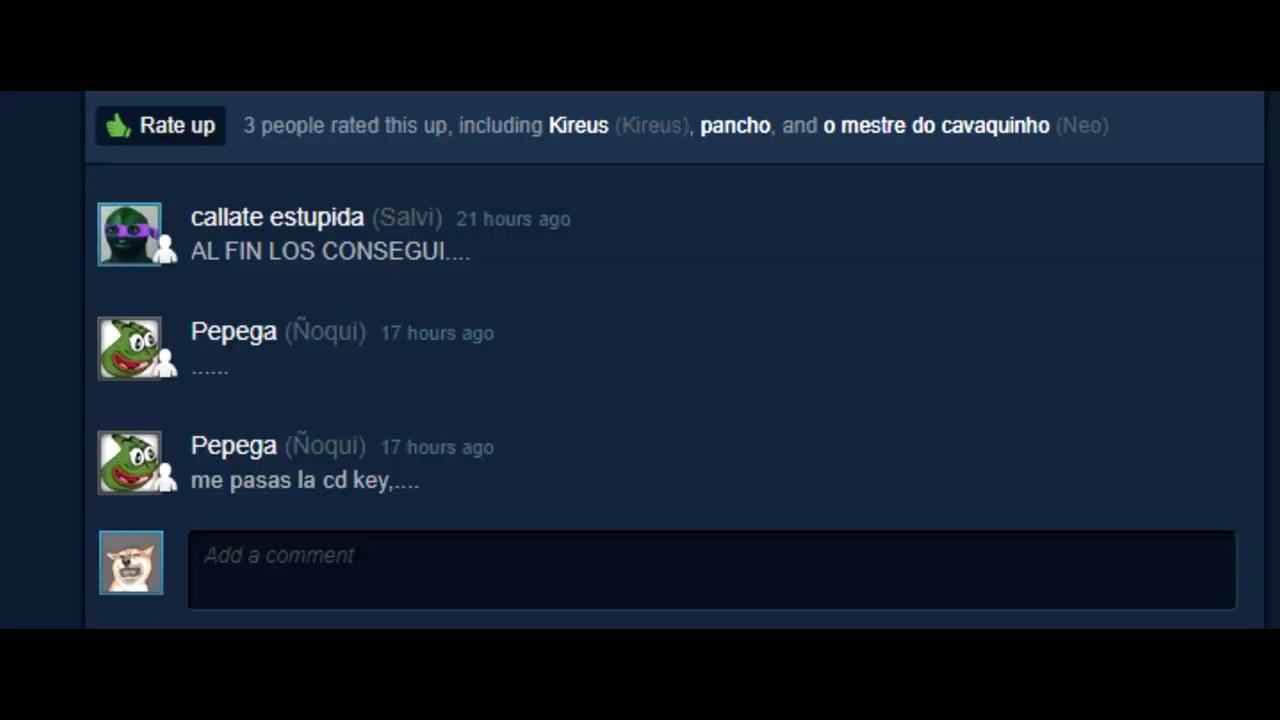 Rate up 3 people rated this up, including Kireus (Kireus), pancho, and o mestre do cavaquinho (Neo)
callate estupida (Salvi) 21 hours ago
AL FIN LOS CONSEGUI....
Pepega (Ñoqui) 17 hours ago
......
Pepega (Ñoqui) 17 hours ago
me pasas la cd key,....
Add a comment